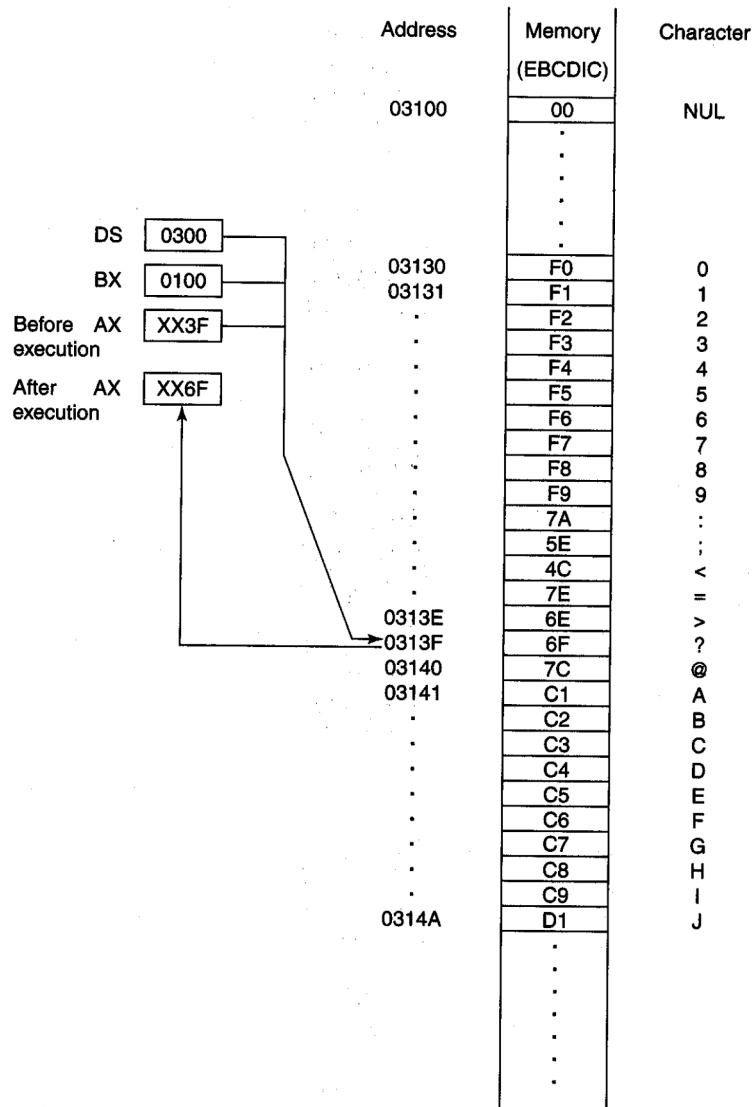 Address Memory Character
(EBCDIC)
03100 00 NUL
DS 0300
BX 0100
Before AX XX3F
execution
After AX XX6F
execution
03130 F0 0
03131 F1 1
F2 2
F3 3
F4 4
F5 5
F6 6
F7 7
F8 8
F9 9
7A :
5E ;
4C <
7E =
0313E 6E >
0313F 6F ?
03140 7C @
03141 C1 A
C2 B
C3 C
C4 D
C5 E
C6 F
C7 G
C8 H
C9 I
0314A D1 J